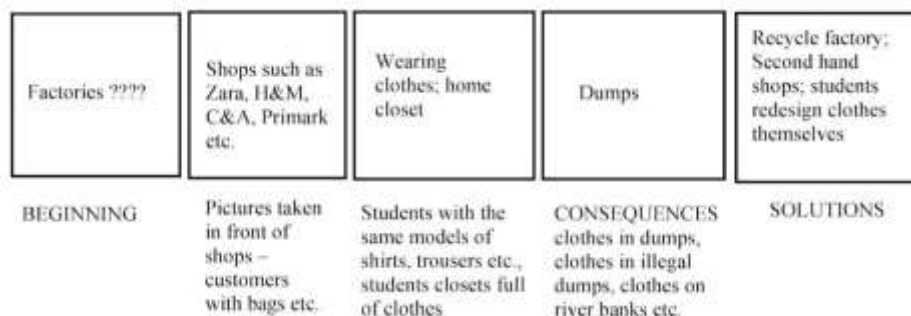 Factories ????
Shops such as
Zara, H&M,
C&A, Primark
etc.
Wearing
clothes; home
closet
Dumps
Recycle factory;
Second hand
shops; students
redesign clothes
themselves
BEGINNING
Pictures taken
in front of
shops –
customers
with bags etc.
Students with the
same models of
shirts, trousers etc.,
students closets full
of clothes
CONSEQUENCES
clothes in dumps,
clothes in illegal
dumps, clothes on
river banks etc.
SOLUTIONS